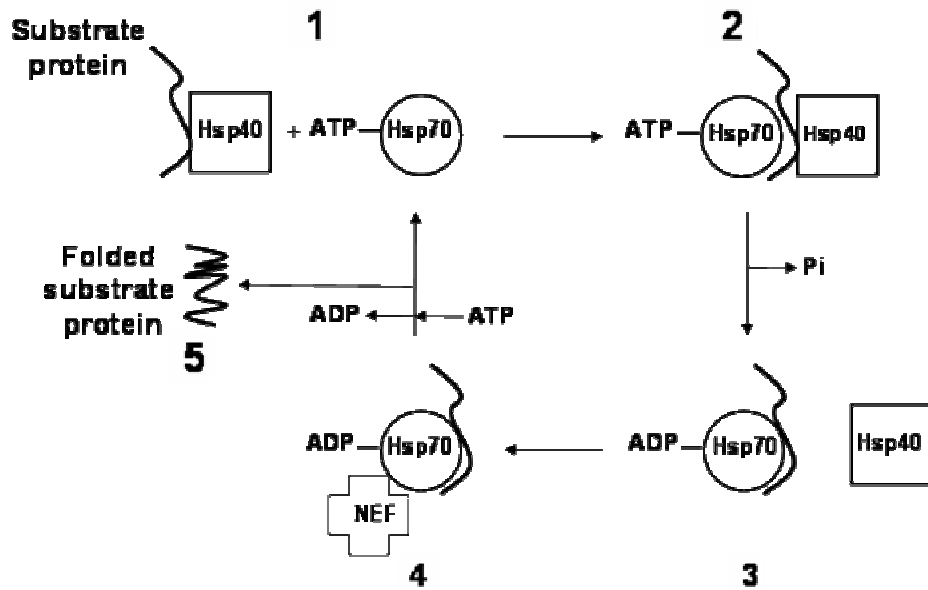 Substrate
protein
1
2
Hsp40 + ATP Hsp70
ATP Hsp70 Hsp40
Pi
Folded
substrate
protein
5
ADP ATP
ADP Hsp70
NEF
4
ADP Hsp70 Hsp40
3